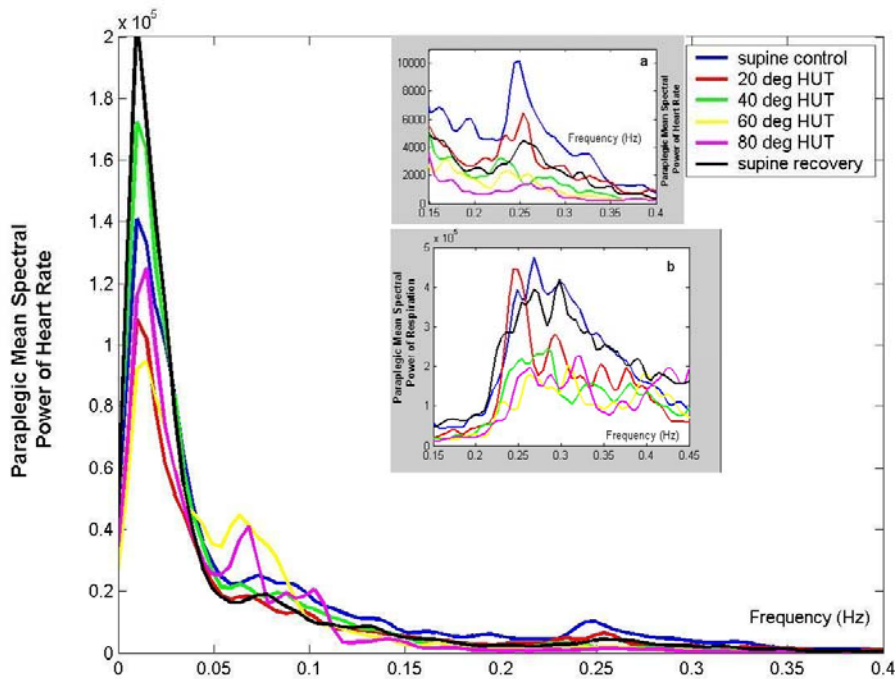 × 10⁵
2
1.8
1.6
1.4
1.2
1
0.8
0.6
0.4
0.2
0
Paraplegic Mean Spectral
Power of Heart Rate
0
0.05
0.1
0.15
0.2
0.25
0.3
0.35
0.4
Frequency (Hz)
a
10000
8000
6000
4000
2000
0
0.15
0.2
0.25
0.3
0.35
0.4
Frequency (Hz)
Paraplegic Mean Spectral
Power of Heart Rate
supine control
20 deg HUT
40 deg HUT
60 deg HUT
80 deg HUT
supine recovery
x 10⁵
b
5
4
3
2
1
0
Paraplegic Mean Spectral
Power of Respiration
Frequency (Hz)
0.15
0.2
0.25
0.3
0.35
0.4
0.45